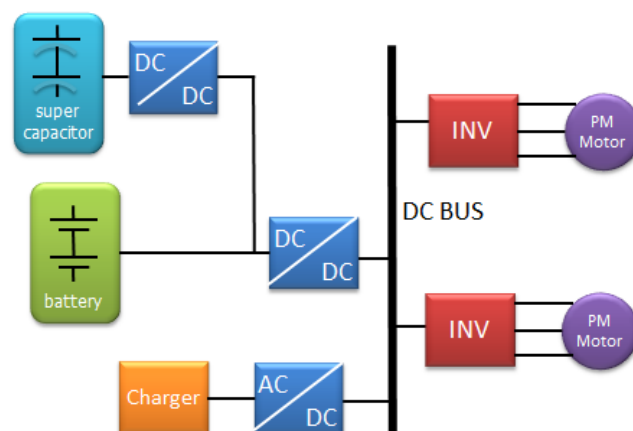 super
capacitor
DC
DC
battery
DC
DC
Charger
AC
DC
DC BUS
INV
PM
Motor
INV
PM
Motor